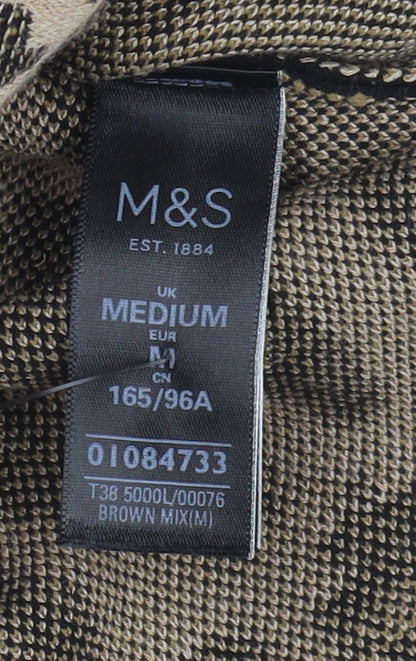 M&S
EST. 1884
UK
MEDIUM
EUR
M
CN
165/96A
01084733
T38 5000L/00076
BROWN MIX(M)